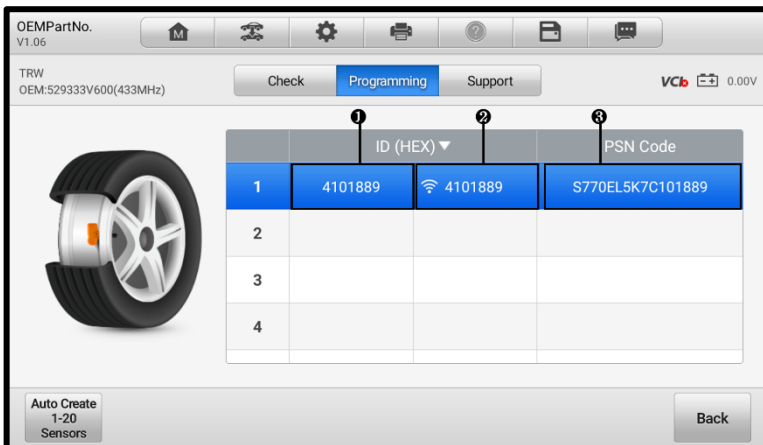 OEMPartNo.
V1.06
M
TRW
OEM:529333V600(433MHz)
Check Programming Support
VCI 0.00V
❶ ❷ ❸
ID (HEX) ▼ PSN Code
1 4101889 4101889 S770EL5K7C101889
2
3
4
Auto Create
1-20
Sensors
Back